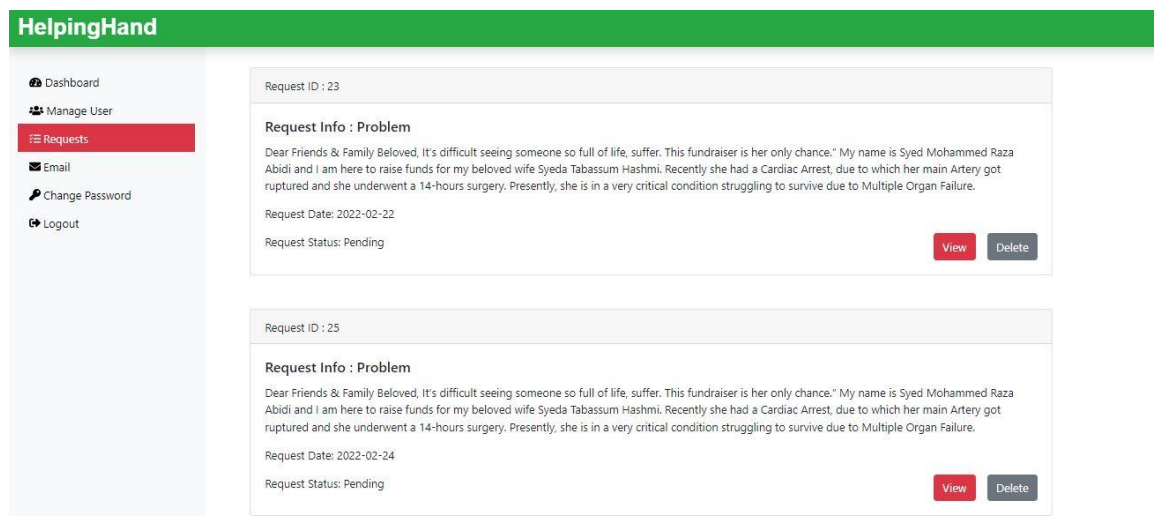 HelpingHand
Dashboard
Manage User
Requests
Email
Change Password
Logout
Request ID : 23
Request Info : Problem
Dear Friends & Family Beloved, It's difficult seeing someone so full of life, suffer. This fundraiser is her only chance." My name is Syed Mohammed Raza
Abidi and I am here to raise funds for my beloved wife Syeda Tabassum Hashmi. Recently she had a Cardiac Arrest, due to which her main Artery got
ruptured and she underwent a 14-hours surgery. Presently, she is in a very critical condition struggling to survive due to Multiple Organ Failure.
Request Date: 2022-02-22
Request Status: Pending
View Delete
Request ID : 25
Request Info : Problem
Dear Friends & Family Beloved, It's difficult seeing someone so full of life, suffer. This fundraiser is her only chance." My name is Syed Mohammed Raza
Abidi and I am here to raise funds for my beloved wife Syeda Tabassum Hashmi. Recently she had a Cardiac Arrest, due to which her main Artery got
ruptured and she underwent a 14-hours surgery. Presently, she is in a very critical condition struggling to survive due to Multiple Organ Failure.
Request Date: 2022-02-24
Request Status: Pending
View Delete